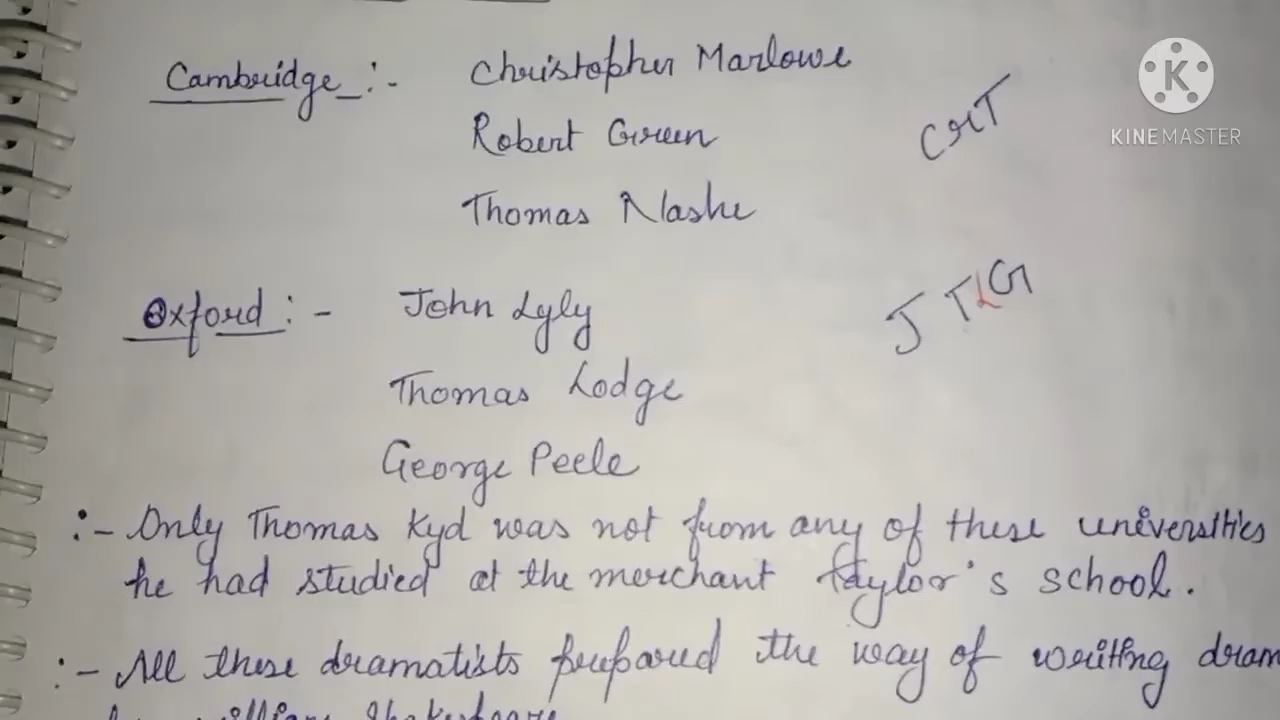 Cambridge :- Christopher Marlowe
Robert Green
Thomas Nashe
CRT
KINEMASTER
Oxford :- John Lyly
Thomas Lodge
George Peele
J TLG
:- Only Thomas Kyd was not from any of these universities
he had studied at the merchant Taylor's school.
:- All these dramatists prepared the way of writing dram
Shakespeare